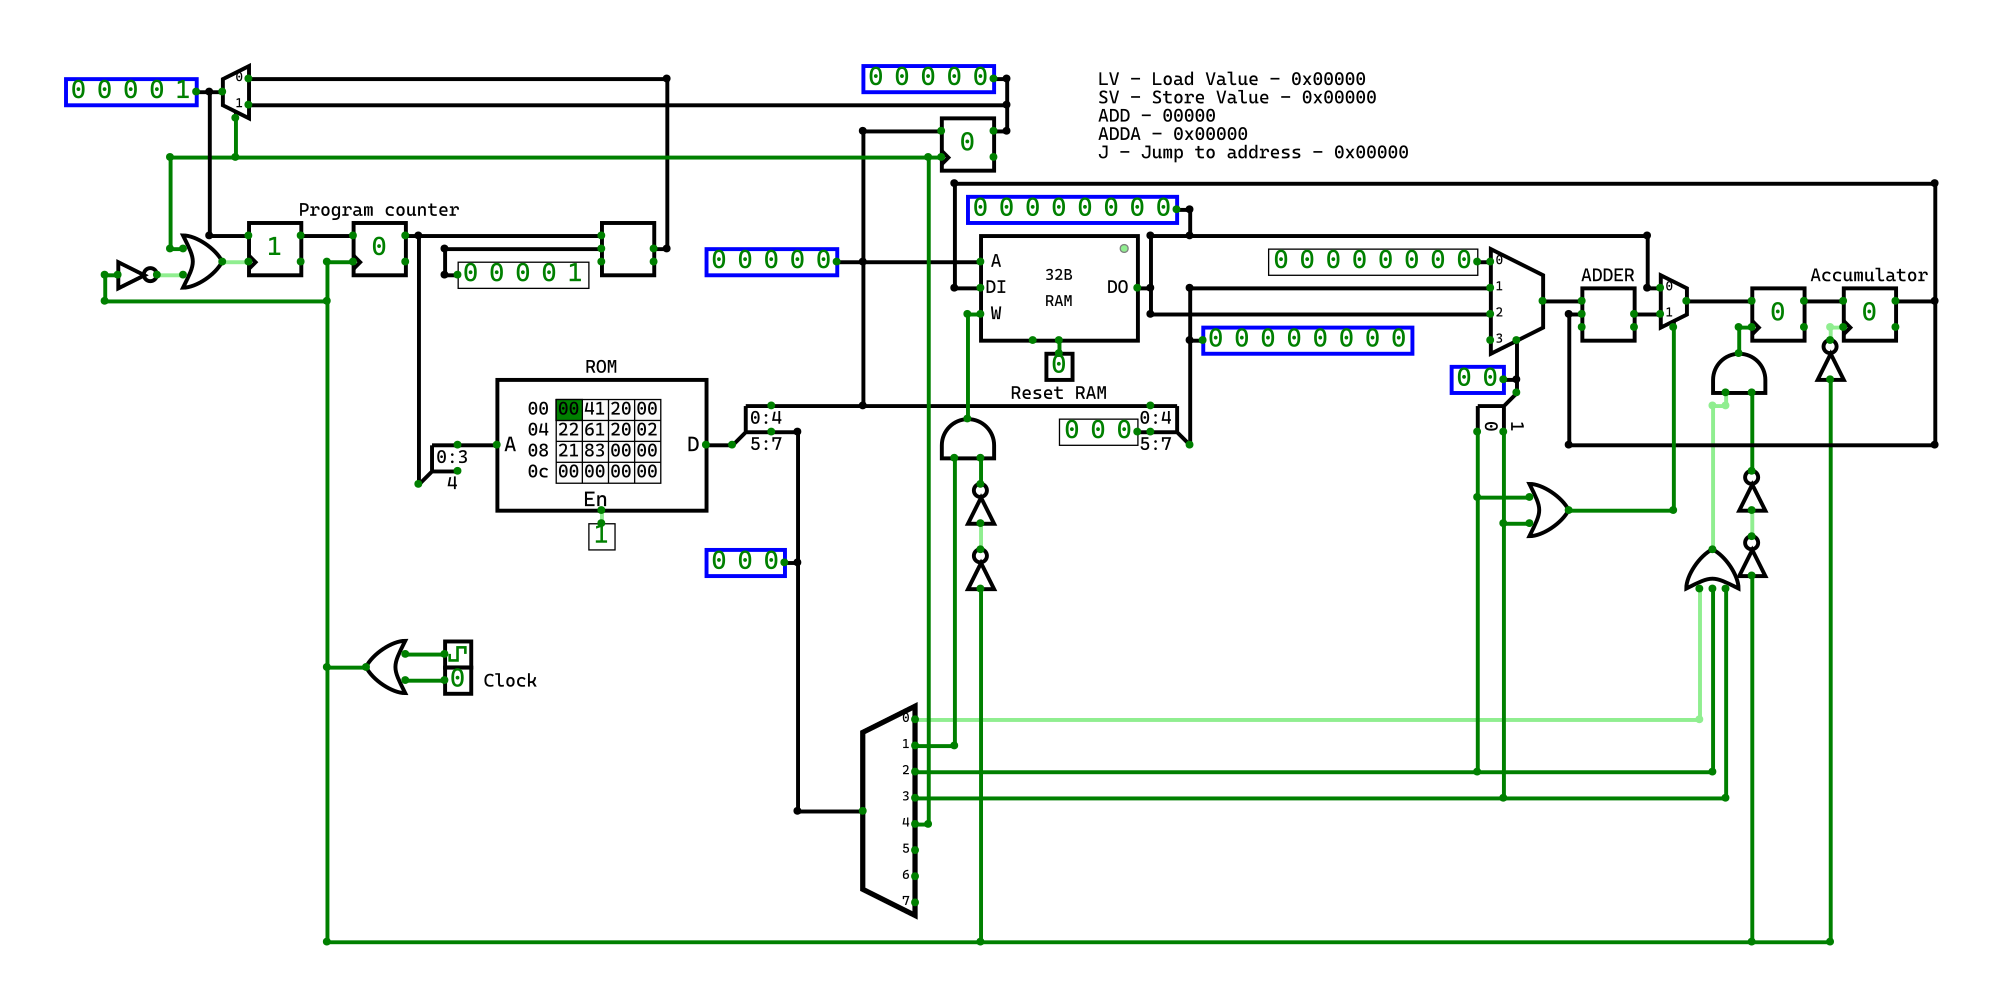 0 0 0 0 1
0
1
0 0 0 0 0
0
LV - Load Value - 0x00000
SV - Store Value - 0x00000
ADD - 00000
ADDA - 0x00000
J - Jump to address - 0x00000
Program counter
1
0
0 0 0 0 1
0 0 0 0 0
0 0 0 0 0 0 0 0
A
DI
W
32B
RAM
DO
0
Reset RAM
0 0 0 0 0 0 0 0
0
1
2
3
0 0 0 0 0 0 0 0
0 0
0
1
ADDER
0
1
0
Accumulator
0
ROM
A
00 00 41 20 00
04 22 61 20 02
08 21 83 00 00
0c 00 00 00 00
D
En
1
0:3
4
0:4
5:7
0 0 0
0:4
5:7
0 0 0
0
Clock
0
1
2
3
4
5
6
7